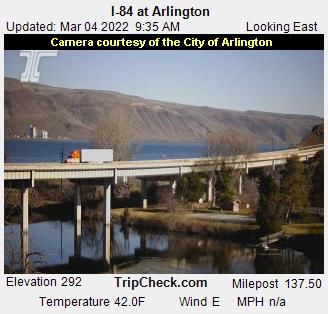 I-84 at Arlington
Updated: Mar 04 2022 9:35 AM Looking East
Camera courtesy of the City of Arlington
Elevation 292 TripCheck.com Milepost 137.50
Temperature 42.0F Wind E MPH n/a